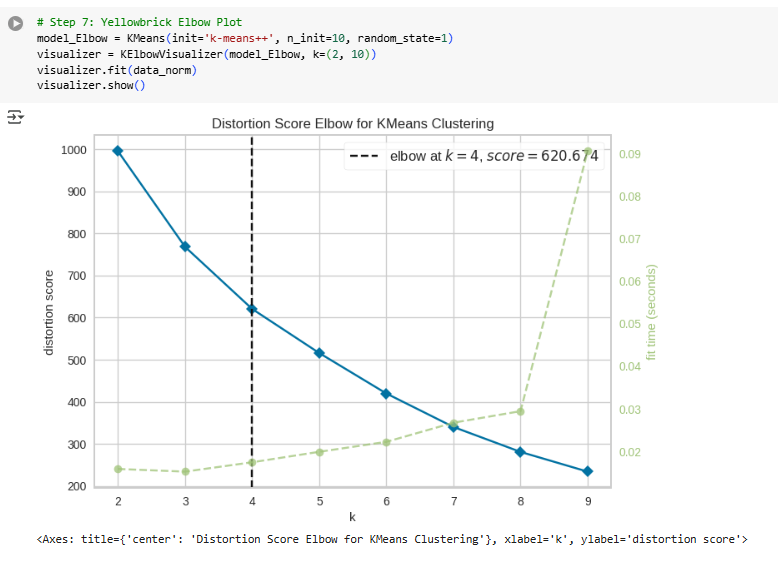 # Step 7: Yellowbrick Elbow Plot
model_Elbow = KMeans(init='k-means++', n_init=10, random_state=1)
visualizer = KElbowVisualizer(model_Elbow, k=(2, 10))
visualizer.fit(data_norm)
visualizer.show()
Distortion Score Elbow for KMeans Clustering
elbow at k = 4, score = 620.674
distortion score
1000
900
800
700
600
500
400
300
200
0.09
0.08
0.07
0.06
0.05
0.04
0.03
0.02
fit time (seconds)
2 3 4 5 6 7 8 9
k
<Axes: title={'center': 'Distortion Score Elbow for KMeans Clustering'}, xlabel='k', ylabel='distortion score'>